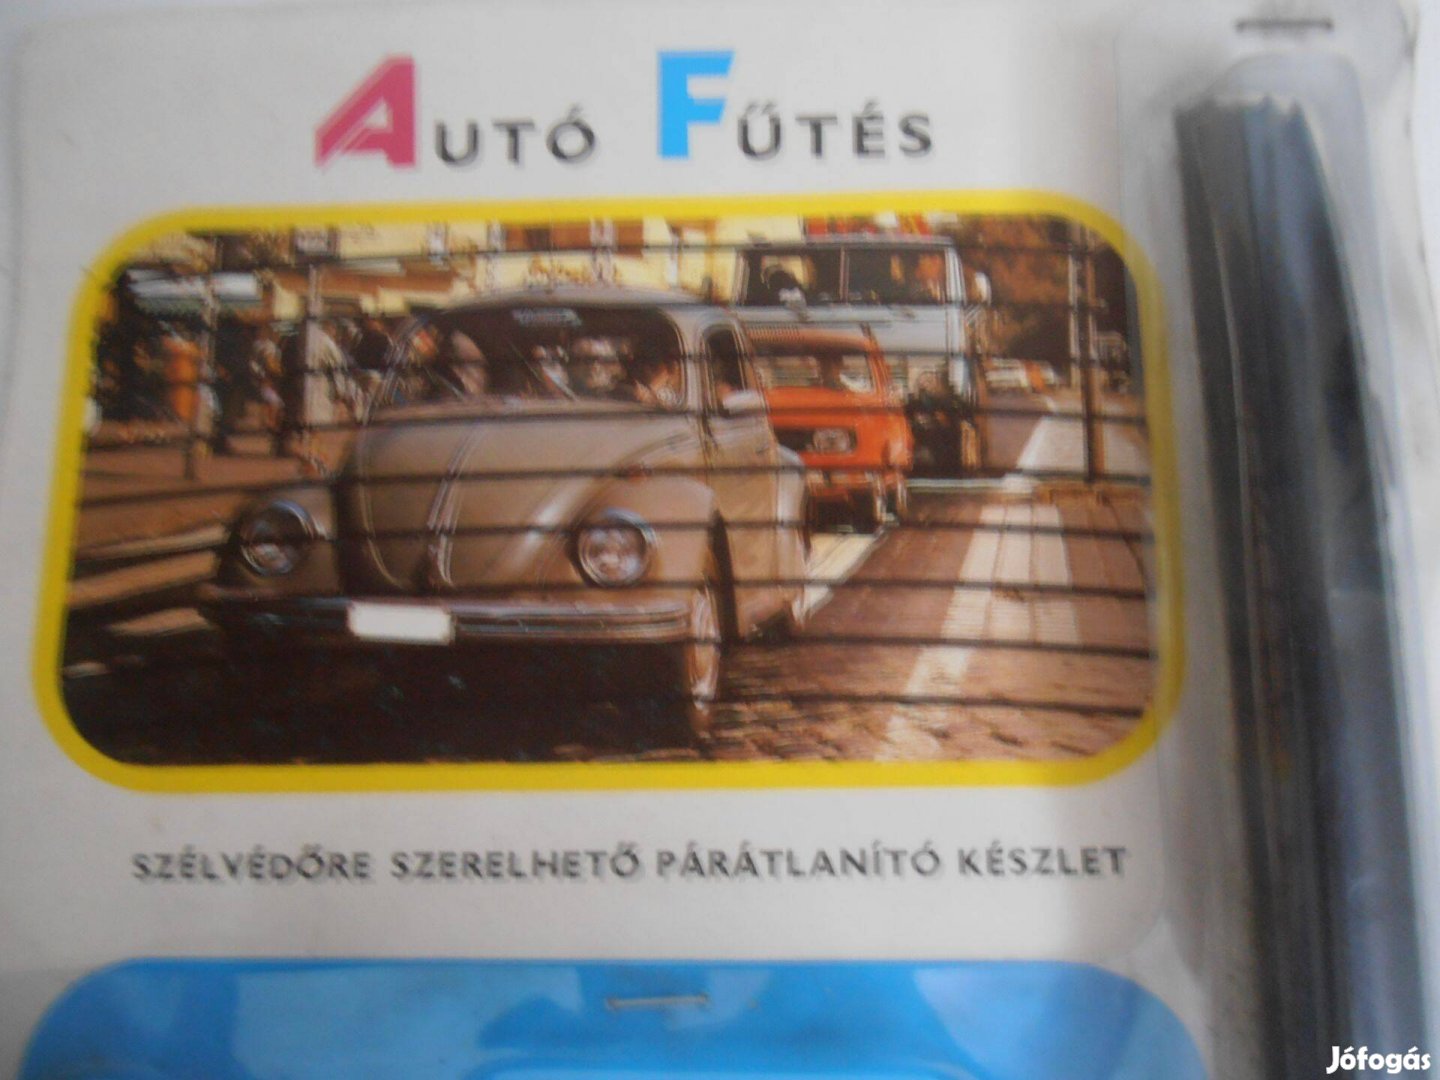 AUTÓ FŰTÉS
SZÉLVÉDŐRE SZERELHETŐ PÁRÁTLANÍTÓ KÉSZLET
Jófogás